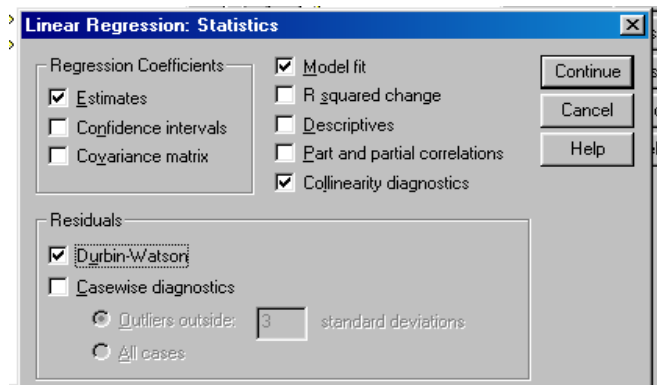 Linear Regression: Statistics
Regression Coefficients
Estimates
Confidence intervals
Covariance matrix
Model fit
R squared change
Descriptives
Part and partial correlations
Collinearity diagnostics
Continue
Cancel
Help
Residuals
Durbin-Watson
Casewise diagnostics
Outliers outside: 3 standard deviations
All cases